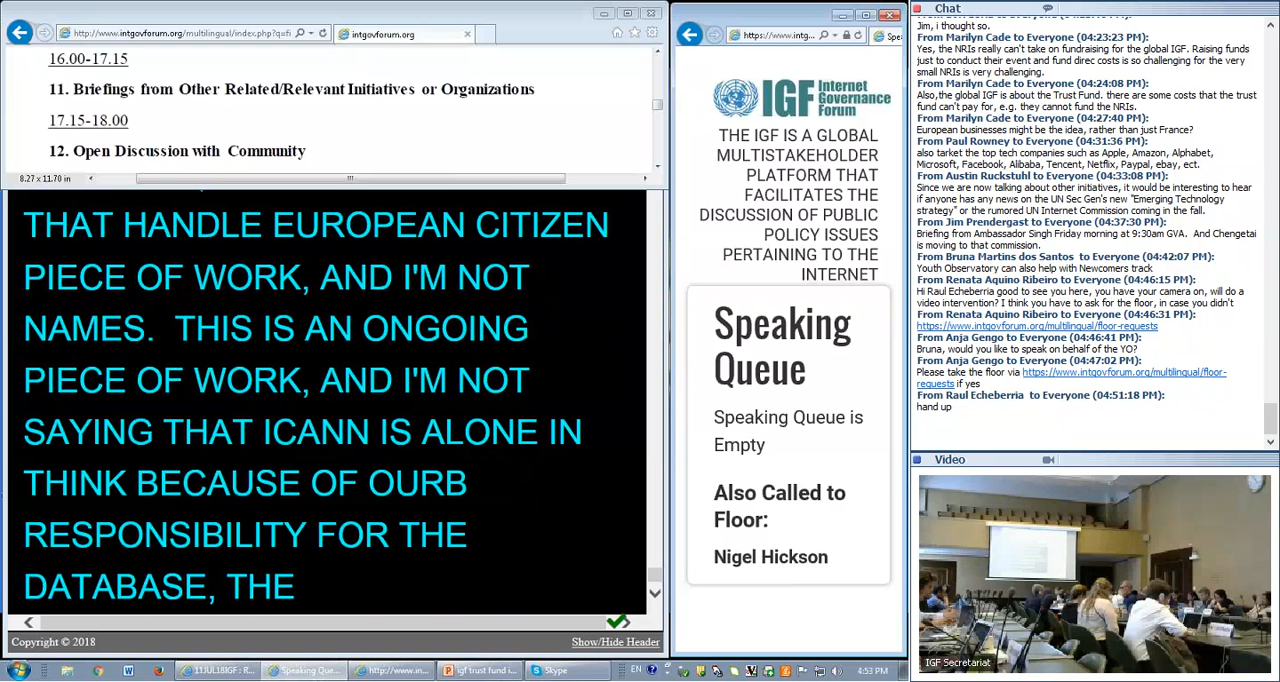 http://www.intgovforum.org/multilingual/index.php?q=fi
intgovforum.org
16.00-17.15
11. Briefings from Other Related/Relevant Initiatives or Organizations
17.15-18.00
12. Open Discussion with Community
8.27 x 11.70 in
THAT HANDLE EUROPEAN CITIZEN
PIECE OF WORK, AND I'M NOT
NAMES.  THIS IS AN ONGOING
PIECE OF WORK, AND I'M NOT
SAYING THAT ICANN IS ALONE IN
THINK BECAUSE OF OURB
RESPONSIBILITY FOR THE
DATABASE, THE
Copyright © 2018
Show/Hide Header
https://www.intg...
Spe
IGF Internet
Governance
Forum
THE IGF IS A GLOBAL
MULTISTAKEHOLDER
PLATFORM THAT
FACILITATES THE
DISCUSSION OF PUBLIC
POLICY ISSUES
PERTAINING TO THE
INTERNET
Speaking
Queue
Speaking Queue is
Empty
Also Called to
Floor:
Nigel Hickson
Chat
Jim, i thought so.
From Marilyn Cade to Everyone (04:23:23 PM):
Yes, the NRIs really can't take on fundraising for the global IGF. Raising funds
just to conduct their event and fund direc costs is so challenging for the very
small NRIs is very challenging.
From Marilyn Cade to Everyone (04:24:08 PM):
Also,the global IGF is about the Trust Fund. there are some costs that the trust
fund can't pay for, e.g. they cannot fund the NRIs.
From Marilyn Cade to Everyone (04:27:40 PM):
European businesses might be the idea, rather than just France?
From Paul Rowney to Everyone (04:31:36 PM):
also tarket the top tech companies such as Apple, Amazon, Alphabet,
Microsoft, Facebook, Alibaba, Tencent, Netflix, Paypal, ebay, ect.
From Austin Ruckstuhl to Everyone (04:33:08 PM):
Since we are now talking about other initiatives, it would be interesting to hear
if anyone has any news on the UN Sec Gen's new "Emerging Technology
strategy" or the rumored UN Internet Commission coming in the fall.
From Jim Prendergast to Everyone (04:37:30 PM):
Briefing from Ambassador Singh Friday morning at 9:30am GVA.  And Chengetai
is moving to that commission.
From Bruna Martins dos Santos  to Everyone (04:42:07 PM):
Youth Observatory can also help with Newcomers track
From Renata Aquino Ribeiro to Everyone (04:46:15 PM):
Hi Raul Echeberria good to see you here, you have your camera on, will do a
video intervention? I think you have to ask for the floor, in case you didn't
From Renata Aquino Ribeiro to Everyone (04:46:31 PM):
https://www.intgovforum.org/multilingual/floor-requests
From Anja Gengo to Everyone (04:46:41 PM):
Bruna, would you like to speak on behalf of the YO?
From Anja Gengo to Everyone (04:47:02 PM):
Please take the floor via https://www.intgovforum.org/multilingual/floor-
requests if yes
From Raul Echeberria  to Everyone (04:51:18 PM):
hand up
Video
IGF Secretariat
11JUL18IGF : R...
Speaking Que...
http://www.in...
igf trust fund i...
Skype
EN
4:53 PM